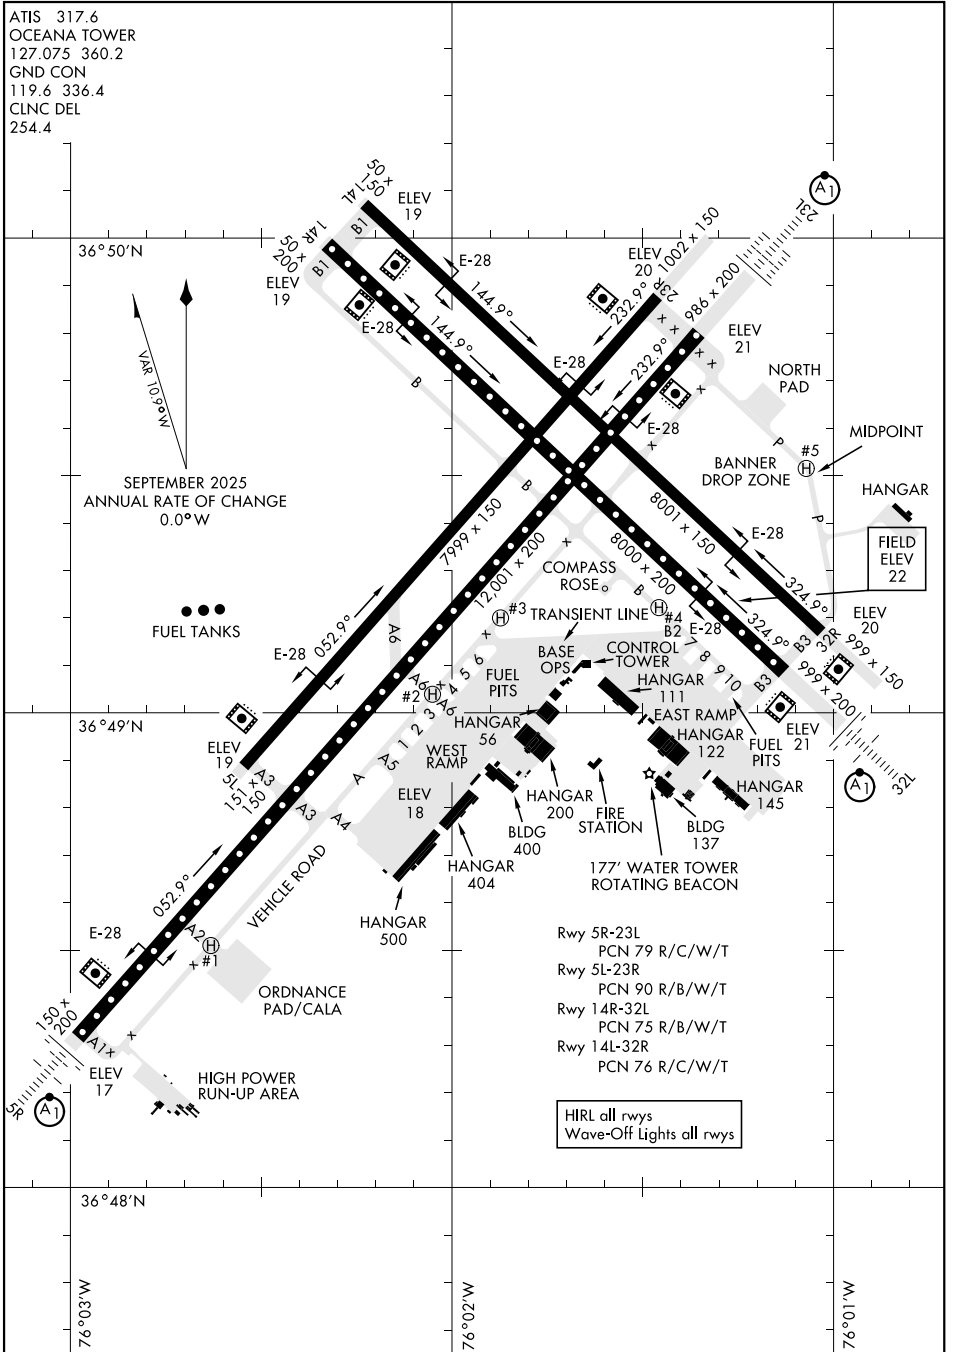 ATIS 317.6
OCEANA TOWER
127.075 360.2
GND CON
119.6 336.4
CLNC DEL
254.4
50 x
150
14L
ELEV
19
B1
50 x
200
14R
ELEV
19
B1
E-28
144.9°
E-28
144.9°
A1
23L
1002 x 150
ELEV
20
23R
986 x 200
232.9°
232.9°
ELEV
21
36°50'N
VAR 10.9°W
SEPTEMBER 2025
ANNUAL RATE OF CHANGE
0.0°W
B
E-28
E-28
NORTH
PAD
P
#5
H
MIDPOINT
BANNER
DROP ZONE
HANGAR
P
FIELD
ELEV
22
7999 x 150
B
8001 x 150
E-28
12,001 x 200
8000 x 200
COMPASS
ROSE
B
324.9°
324.9°
ELEV
20
32R
999 x 150
B3
FUEL TANKS
052.9°
E-28
A6
H
#3
TRANSIENT LINE
H
#4
B2
E-28
BASE
OPS
CONTROL
TOWER
7
8
9
10
B3
999 x 200
FUEL
PITS
6
5
4
A6
A6
#2
H
3
2
1
HANGAR
111
EAST RAMP
36°49'N
HANGAR
56
HANGAR
122
FUEL
PITS
ELEV
21
32L
A1
ELEV
19
5L
151 x
150
A3
A3
A4
A
A5
WEST
RAMP
ELEV
18
HANGAR
200
BLDG
400
FIRE
STATION
BLDG
137
HANGAR
145
HANGAR
404
HANGAR
500
177' WATER TOWER
ROTATING BEACON
VEHICLE ROAD
052.9°
E-28
A2
H
#1
ORDNANCE
PAD/CALA
150 x
200
A1
ELEV
17
5R
A1
HIGH POWER
RUN-UP AREA
Rwy 5R-23L
PCN 79 R/C/W/T
Rwy 5L-23R
PCN 90 R/B/W/T
Rwy 14R-32L
PCN 75 R/B/W/T
Rwy 14L-32R
PCN 76 R/C/W/T
HIRL all rwys
Wave-Off Lights all rwys
36°48'N
76°03'W
76°02'W
76°01'W